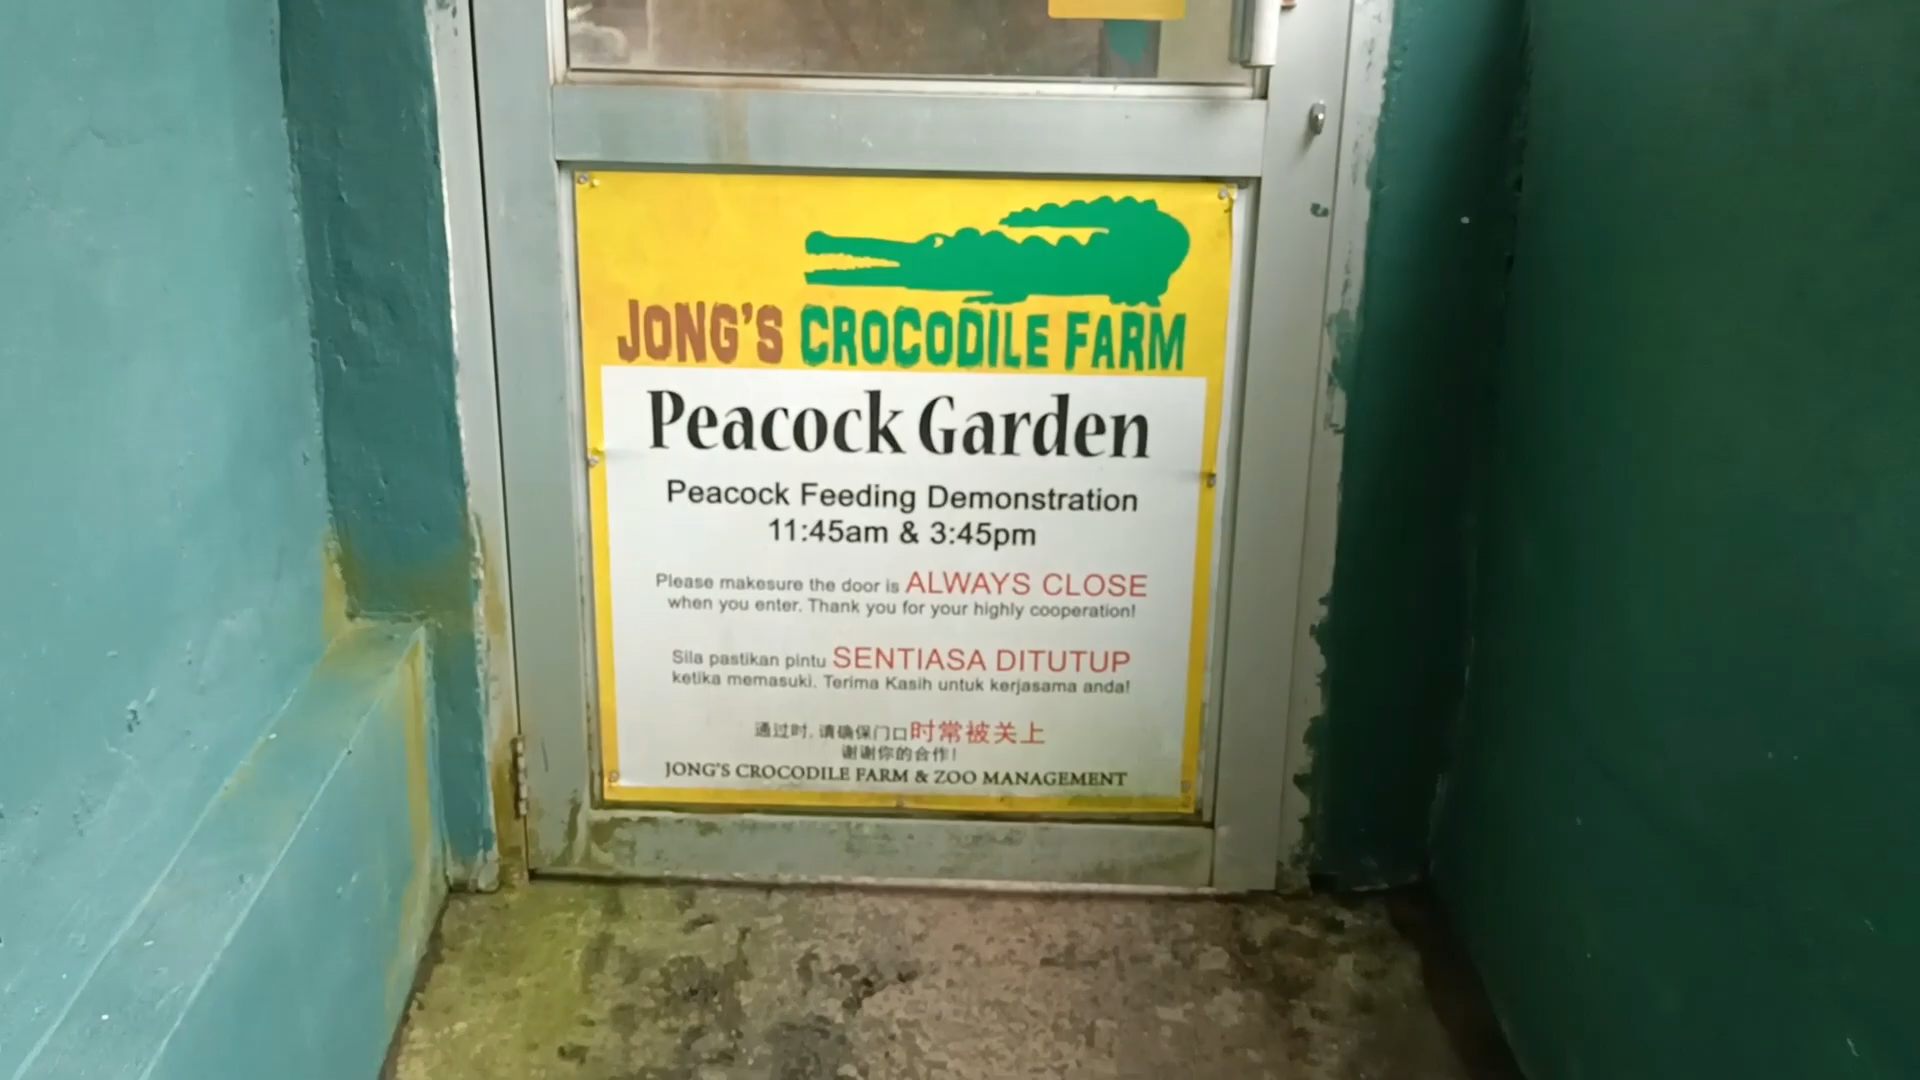 JONG'S CROCODILE FARM
Peacock Garden
Peacock Feeding Demonstration
11:45am & 3:45pm
Please makesure the door is ALWAYS CLOSE
when you enter. Thank you for your highly cooperation!
Sila pastikan pintu SENTIASA DITUTUP
ketika memasuki. Terima Kasih untuk kerjasama anda!
通过时, 请确保门口时常被关上
谢谢你的合作!
JONG'S CROCODILE FARM & ZOO MANAGEMENT